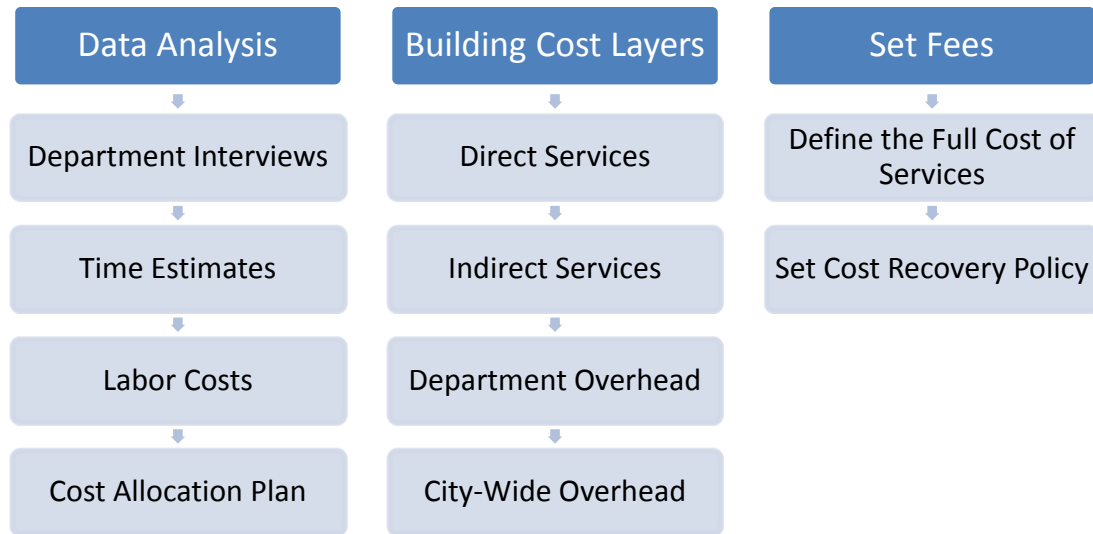 Data Analysis
Department Interviews
Time Estimates
Labor Costs
Cost Allocation Plan
Building Cost Layers
Direct Services
Indirect Services
Department Overhead
City-Wide Overhead
Set Fees
Define the Full Cost of
Services
Set Cost Recovery Policy